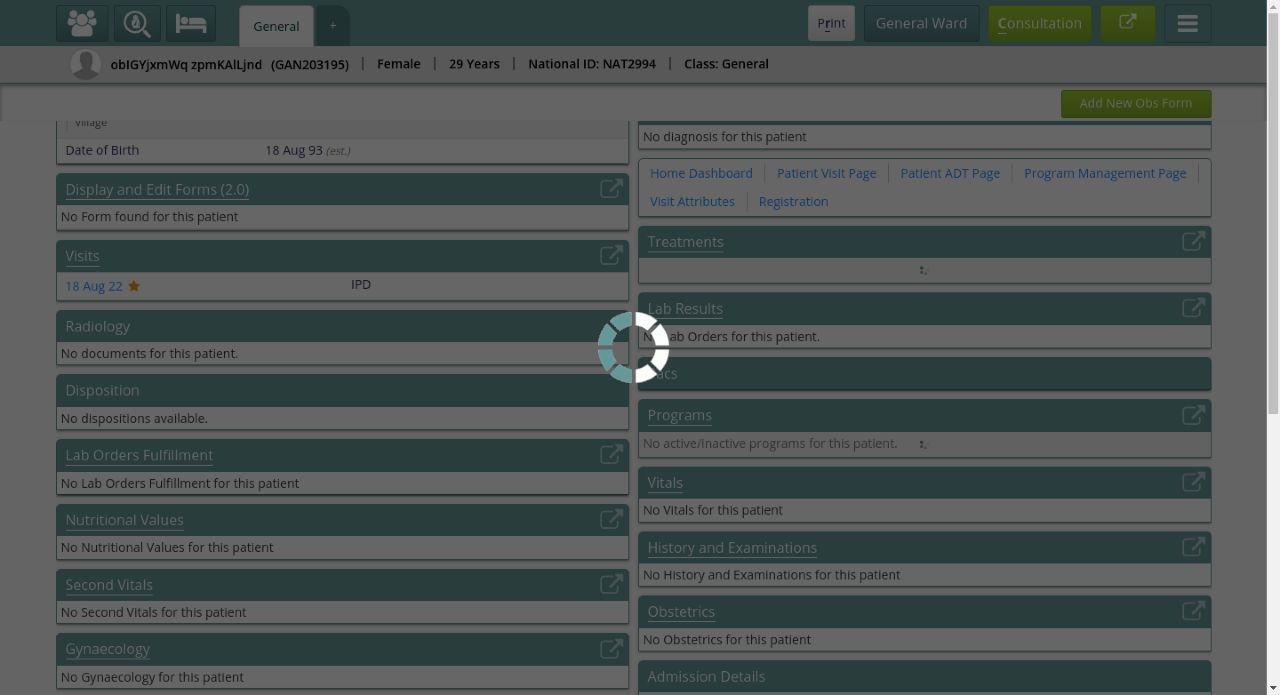 General
+
Print
General Ward
Consultation
obIGYjxmWq zpmKAlLjnd (GAN203195) | Female | 29 Years | National ID: NAT2994 | Class: General
Add New Obs Form
Village
Date of Birth 18 Aug 93 (est.)
Display and Edit Forms (2.0)
No Form found for this patient
Visits
18 Aug 22 IPD
Radiology
No documents for this patient.
Disposition
No dispositions available.
Lab Orders Fulfillment
No Lab Orders Fulfillment for this patient
Nutritional Values
No Nutritional Values for this patient
Second Vitals
No Second Vitals for this patient
Gynaecology
No Gynaecology for this patient
No diagnosis for this patient
Home Dashboard | Patient Visit Page | Patient ADT Page | Program Management Page
Visit Attributes | Registration
Treatments
Lab Results
No Lab Orders for this patient.
Programs
No active/inactive programs for this patient.
Vitals
No Vitals for this patient
History and Examinations
No History and Examinations for this patient
Obstetrics
No Obstetrics for this patient
Admission Details